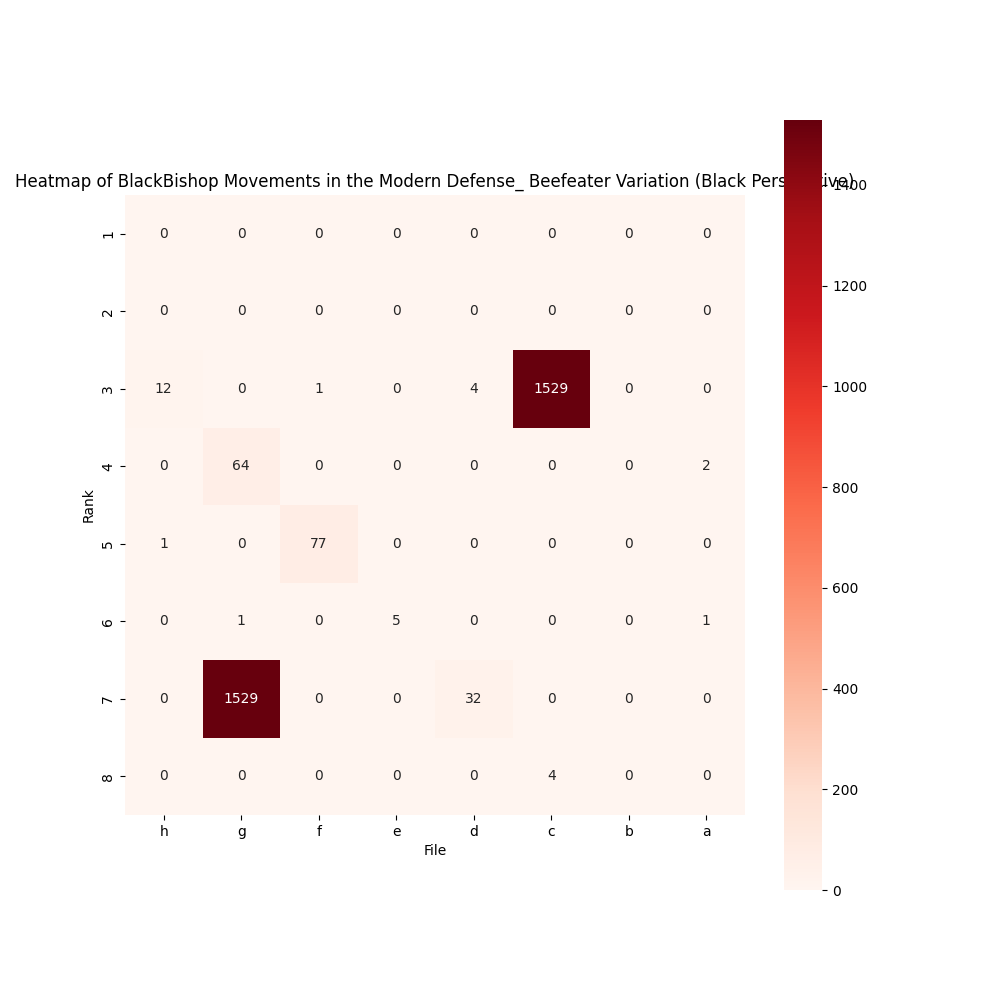 Heatmap of BlackBishop Movements in the Modern Defense_ Beefeater Variation (Black Perspective)
1400
1 0 0 0 0 0 0 0 0
2 0 0 0 0 0 0 0 0
1200
3 12 0 1 0 4 1529 0 0
1000
4 0 64 0 0 0 0 0 2
Rank
800
5 1 0 77 0 0 0 0 0
600
6 0 1 0 5 0 0 0 1
400
7 0 1529 0 0 32 0 0 0
200
8 0 0 0 0 0 4 0 0
h g f e d c b a
File
0